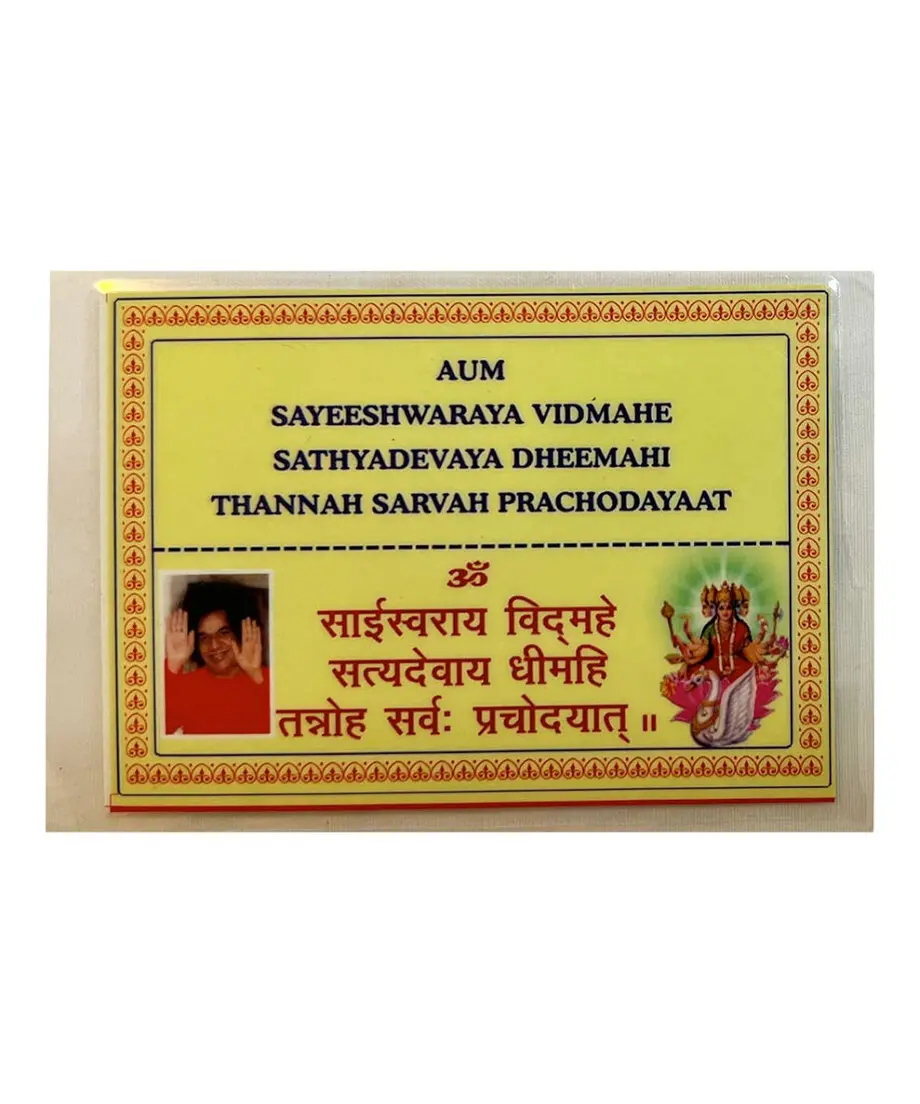 AUM
SAYEESHWARAYA VIDMAHE
SATHYADEVAYA DHEEMAHI
THANNAH SARVAH PRACHODAYAAT
ॐ
साईस्वराय विद्‌महे
सत्यदेवाय धीमहि
तन्नोह सर्वः प्रचोदयात् ॥